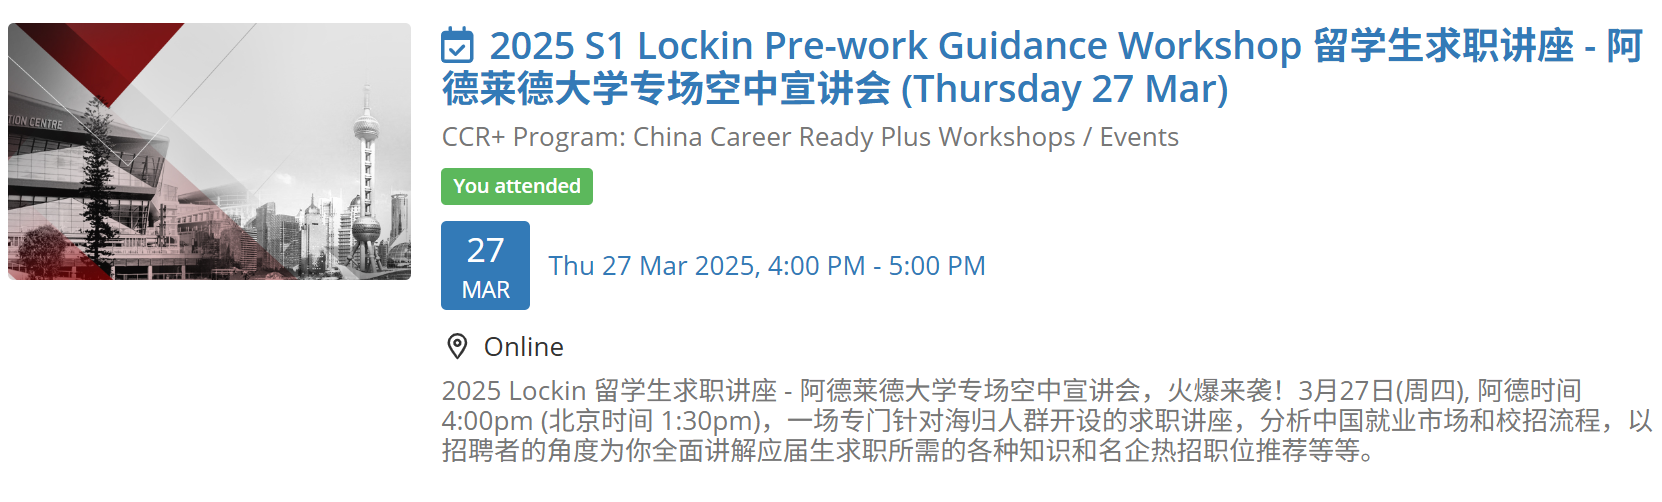 TION CENTRE
2025 S1 Lockin Pre-work Guidance Workshop 留学生求职讲座 - 阿
德莱德大学专场空中宣讲会 (Thursday 27 Mar)
CCR+ Program: China Career Ready Plus Workshops / Events
You attended
27
MAR
Thu 27 Mar 2025, 4:00 PM - 5:00 PM
Online
2025 Lockin 留学生求职讲座 - 阿德莱德大学专场空中宣讲会，火爆来袭！3月27日(周四), 阿德时间
4:00pm (北京时间 1:30pm)，一场专门针对海归人群开设的求职讲座，分析中国就业市场和校招流程，以
招聘者的角度为你全面讲解应届生求职所需的各种知识和名企热招职位推荐等等。